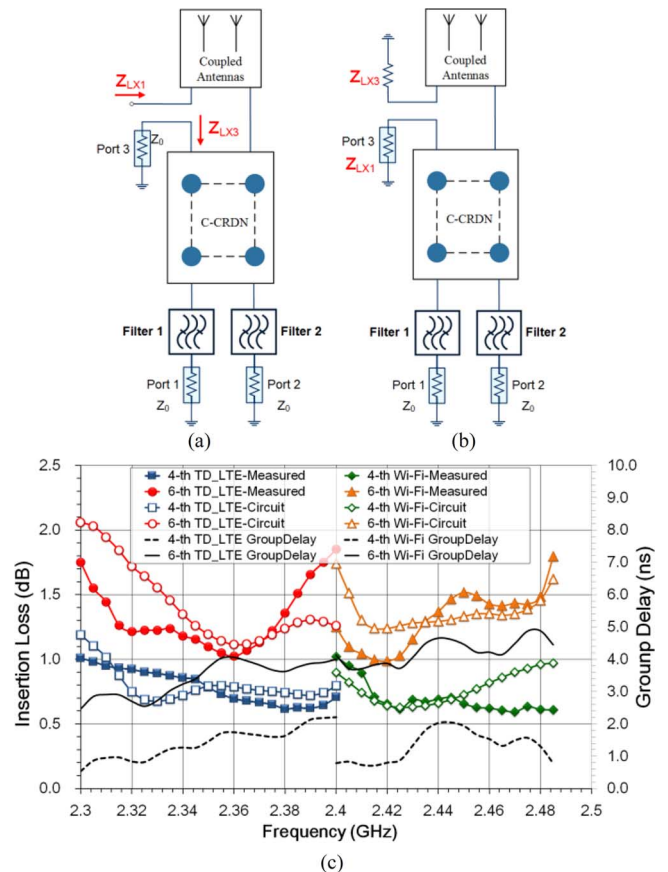 Coupled
Antennas
Z_LX1
Z_LX3
Z_0
Port 3
C-CRDN
Filter 1
Filter 2
Port 1
Z_0
Port 2
Z_0
(a)
Z_LX3
Coupled
Antennas
Port 3
Z_LX1
C-CRDN
Filter 1
Filter 2
Port 1
Z_0
Port 2
Z_0
(b)
Insertion Loss (dB)
2.5
2.0
1.5
1.0
0.5
0.0
4-th TD_LTE-Measured
6-th TD_LTE-Measured
4-th TD_LTE-Circuit
6-th TD_LTE-Circuit
4-th TD_LTE GroupDelay
6-th TD_LTE GroupDelay
4-th Wi-Fi-Measured
6-th Wi-Fi-Measured
4-th Wi-Fi-Circuit
6-th Wi-Fi-Circuit
4-th Wi-Fi GroupDelay
6-th Wi-Fi GroupDelay
10.0
9.0
8.0
7.0
6.0
5.0
4.0
3.0
2.0
1.0
0.0
Grounp Delay (ns)
2.3 2.32 2.34 2.36 2.38 2.4 2.42 2.44 2.46 2.48 2.5
Frequency (GHz)
(c)